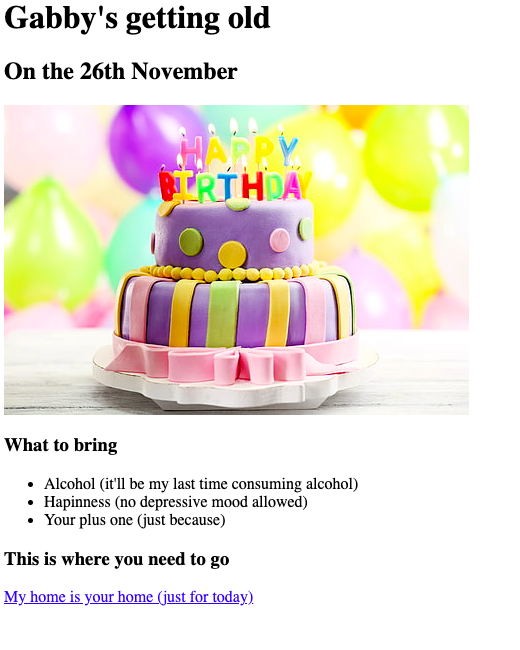 Gabby's getting old
On the 26th November
HAPPY
BIRTHDAY
What to bring
Alcohol (it'll be my last time consuming alcohol)
Hapinness (no depressive mood allowed)
Your plus one (just because)
This is where you need to go
My home is your home (just for today)